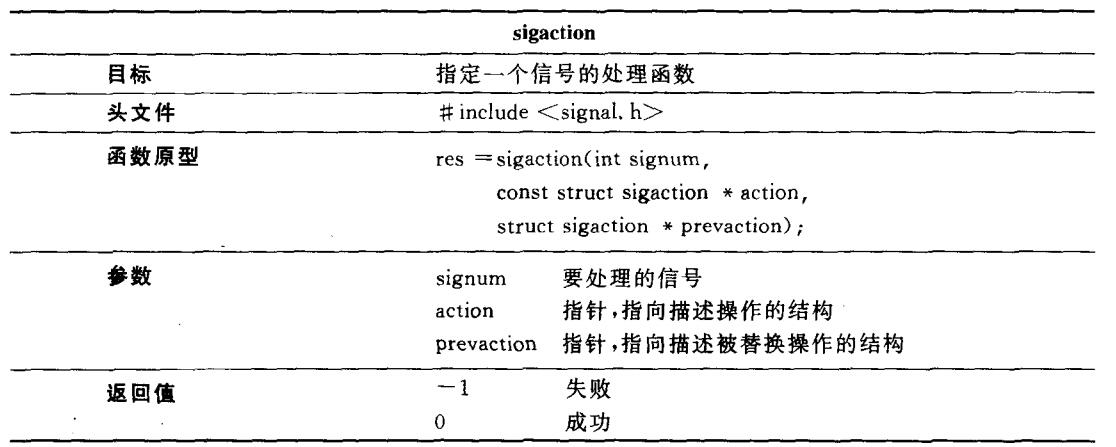 sigaction
目标 指定一个信号的处理函数
头文件 #include <signal.h>
函数原型 res =sigaction(int signum,
const struct sigaction * action,
struct sigaction * prevaction);
参数 signum 要处理的信号
action 指针,指向描述操作的结构
prevaction 指针,指向描述被替换操作的结构
返回值 -1 失败
0 成功